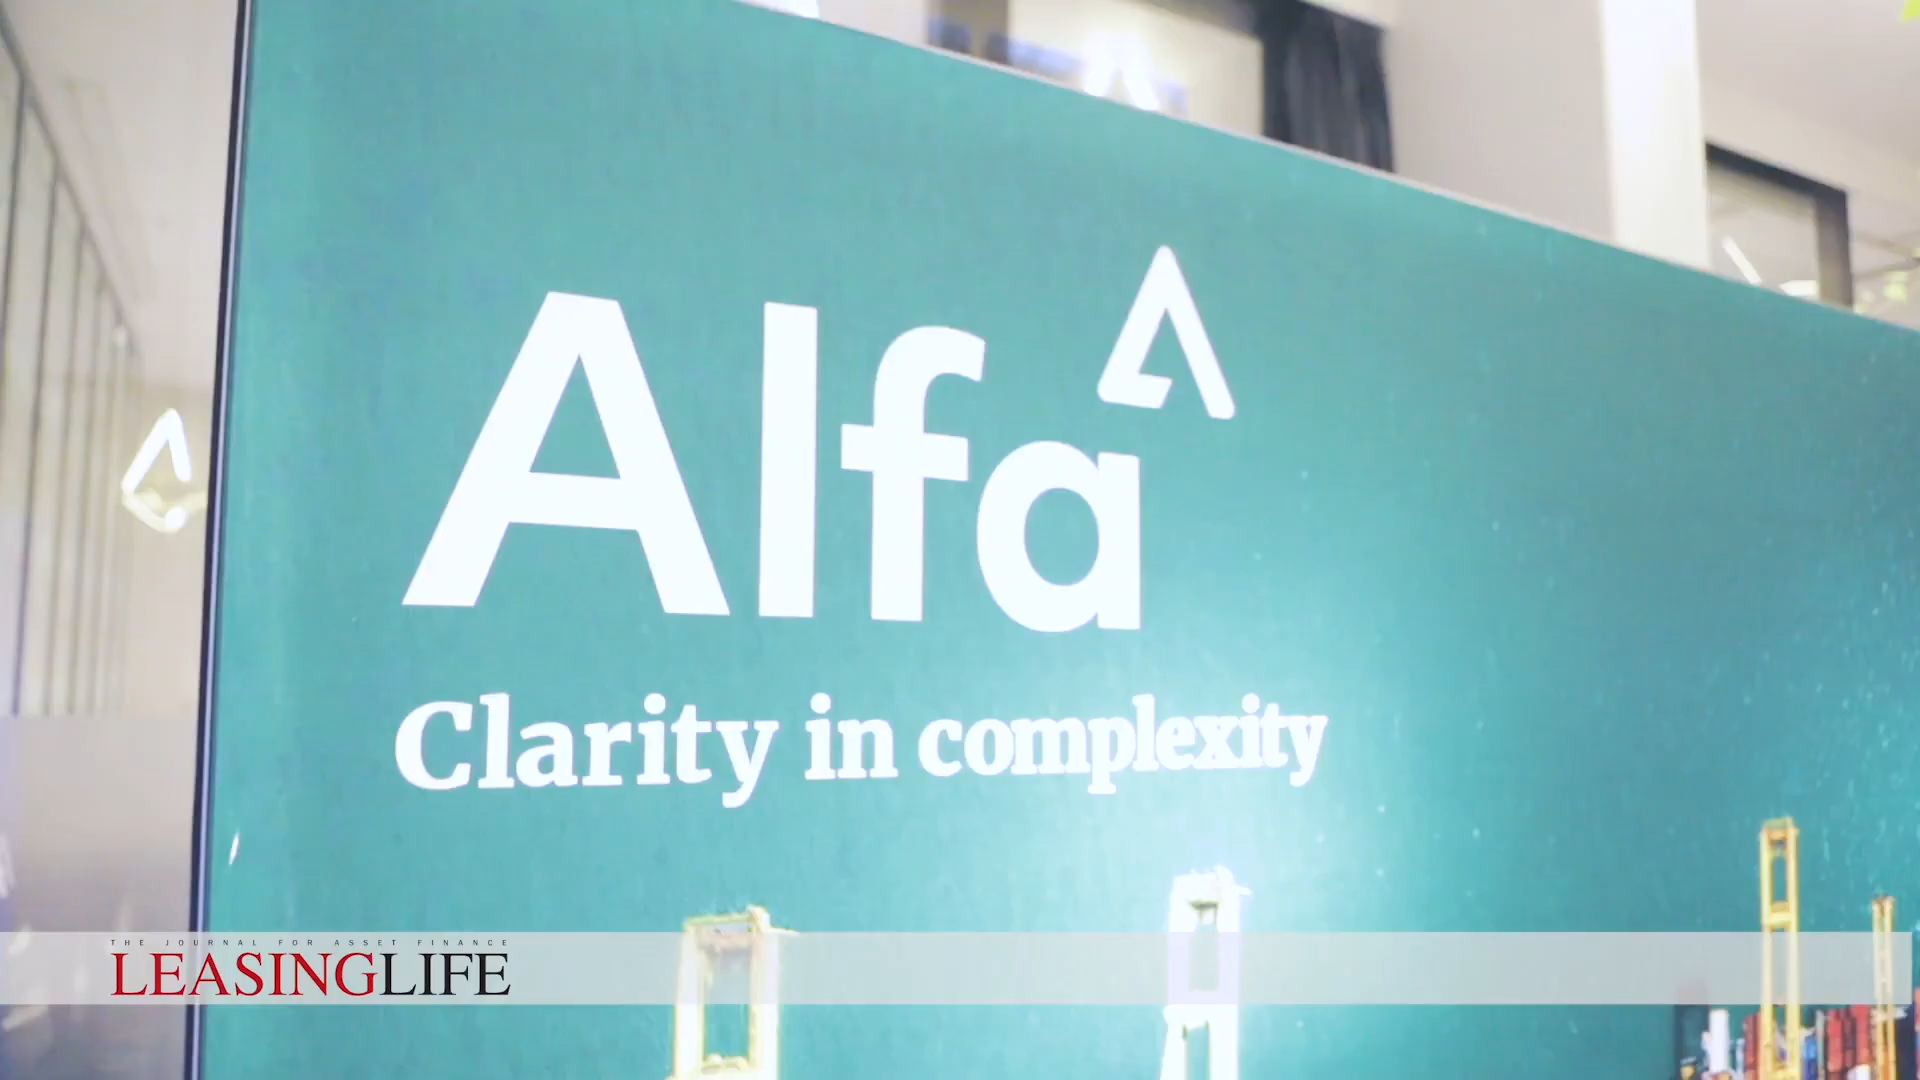 Alfa
Clarity in complexity
THE JOURNAL FOR ASSET FINANCE
LEASINGLIFE